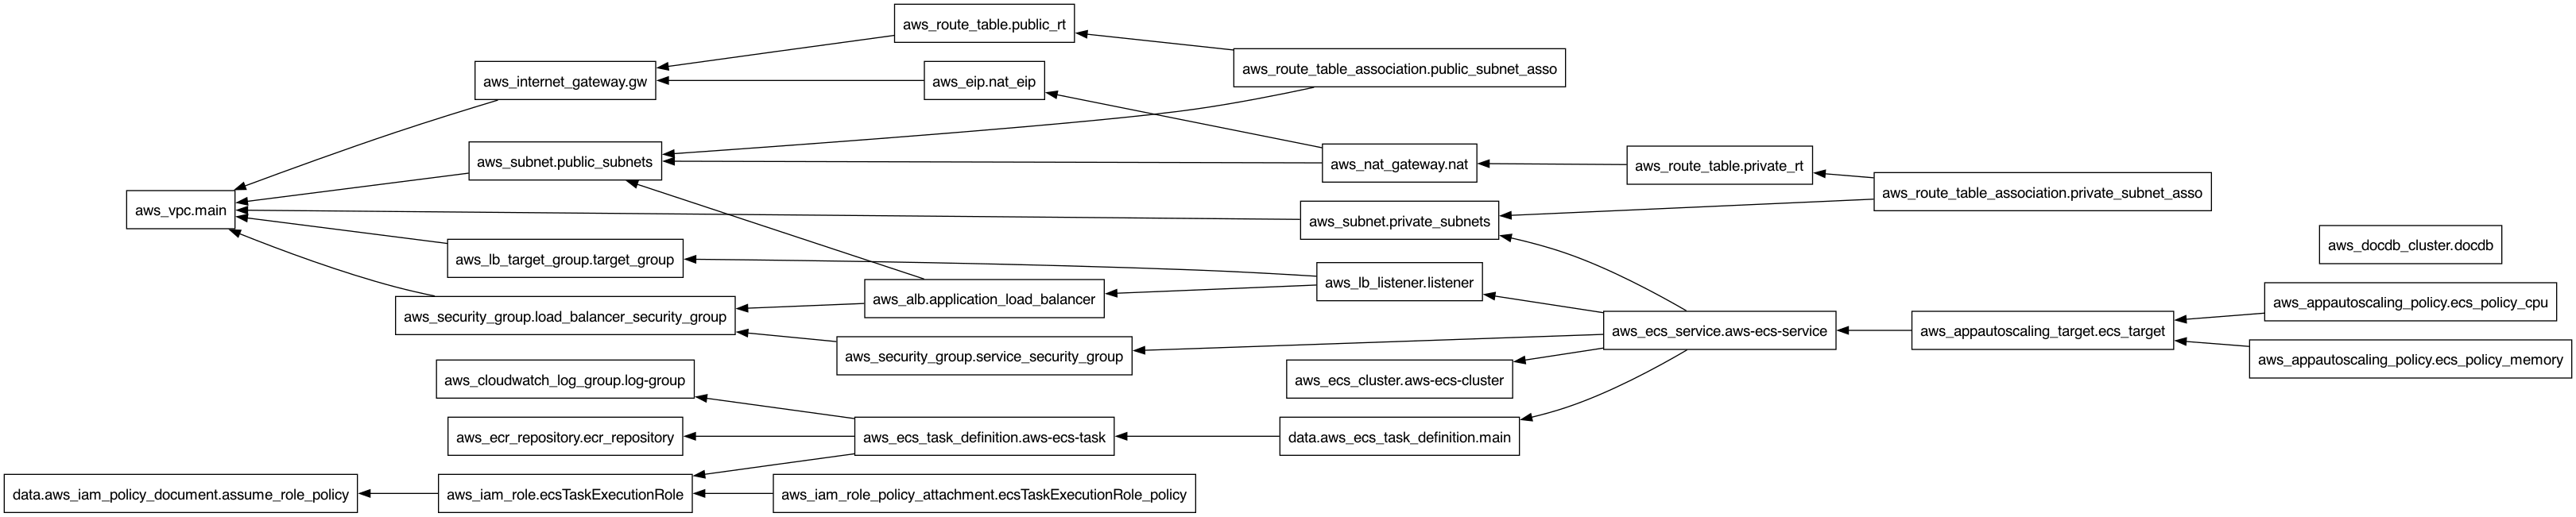 aws_route_table.public_rt
aws_route_table_association.public_subnet_asso
aws_internet_gateway.gw
aws_eip.nat_eip
aws_subnet.public_subnets
aws_nat_gateway.nat
aws_route_table.private_rt
aws_route_table_association.private_subnet_asso
aws_vpc.main
aws_subnet.private_subnets
aws_docdb_cluster.docdb
aws_lb_target_group.target_group
aws_lb_listener.listener
aws_alb.application_load_balancer
aws_appautoscaling_policy.ecs_policy_cpu
aws_security_group.load_balancer_security_group
aws_ecs_service.aws-ecs-service
aws_appautoscaling_target.ecs_target
aws_security_group.service_security_group
aws_appautoscaling_policy.ecs_policy_memory
aws_cloudwatch_log_group.log-group
aws_ecs_cluster.aws-ecs-cluster
aws_ecr_repository.ecr_repository
aws_ecs_task_definition.aws-ecs-task
data.aws_ecs_task_definition.main
data.aws_iam_policy_document.assume_role_policy
aws_iam_role.ecsTaskExecutionRole
aws_iam_role_policy_attachment.ecsTaskExecutionRole_policy